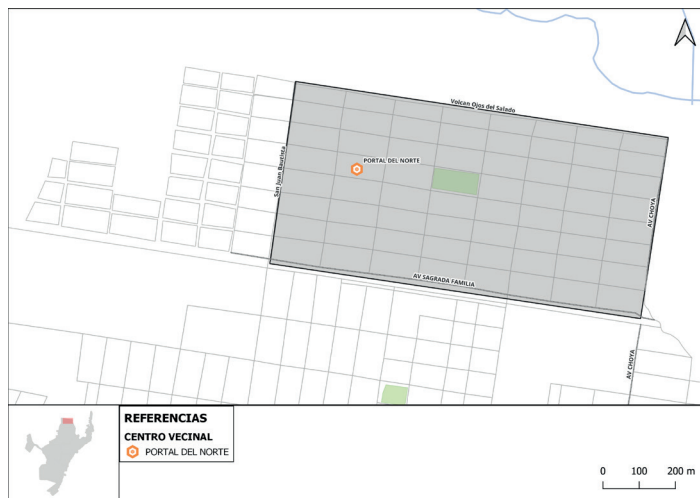 Volcan Ojos del Salado
San Juan Bautista
PORTAL DEL NORTE
AV CHOYA
AV SAGRADA FAMILIA
AV CHOYA
REFERENCIAS
CENTRO VECINAL
PORTAL DEL NORTE
0 100 200 m